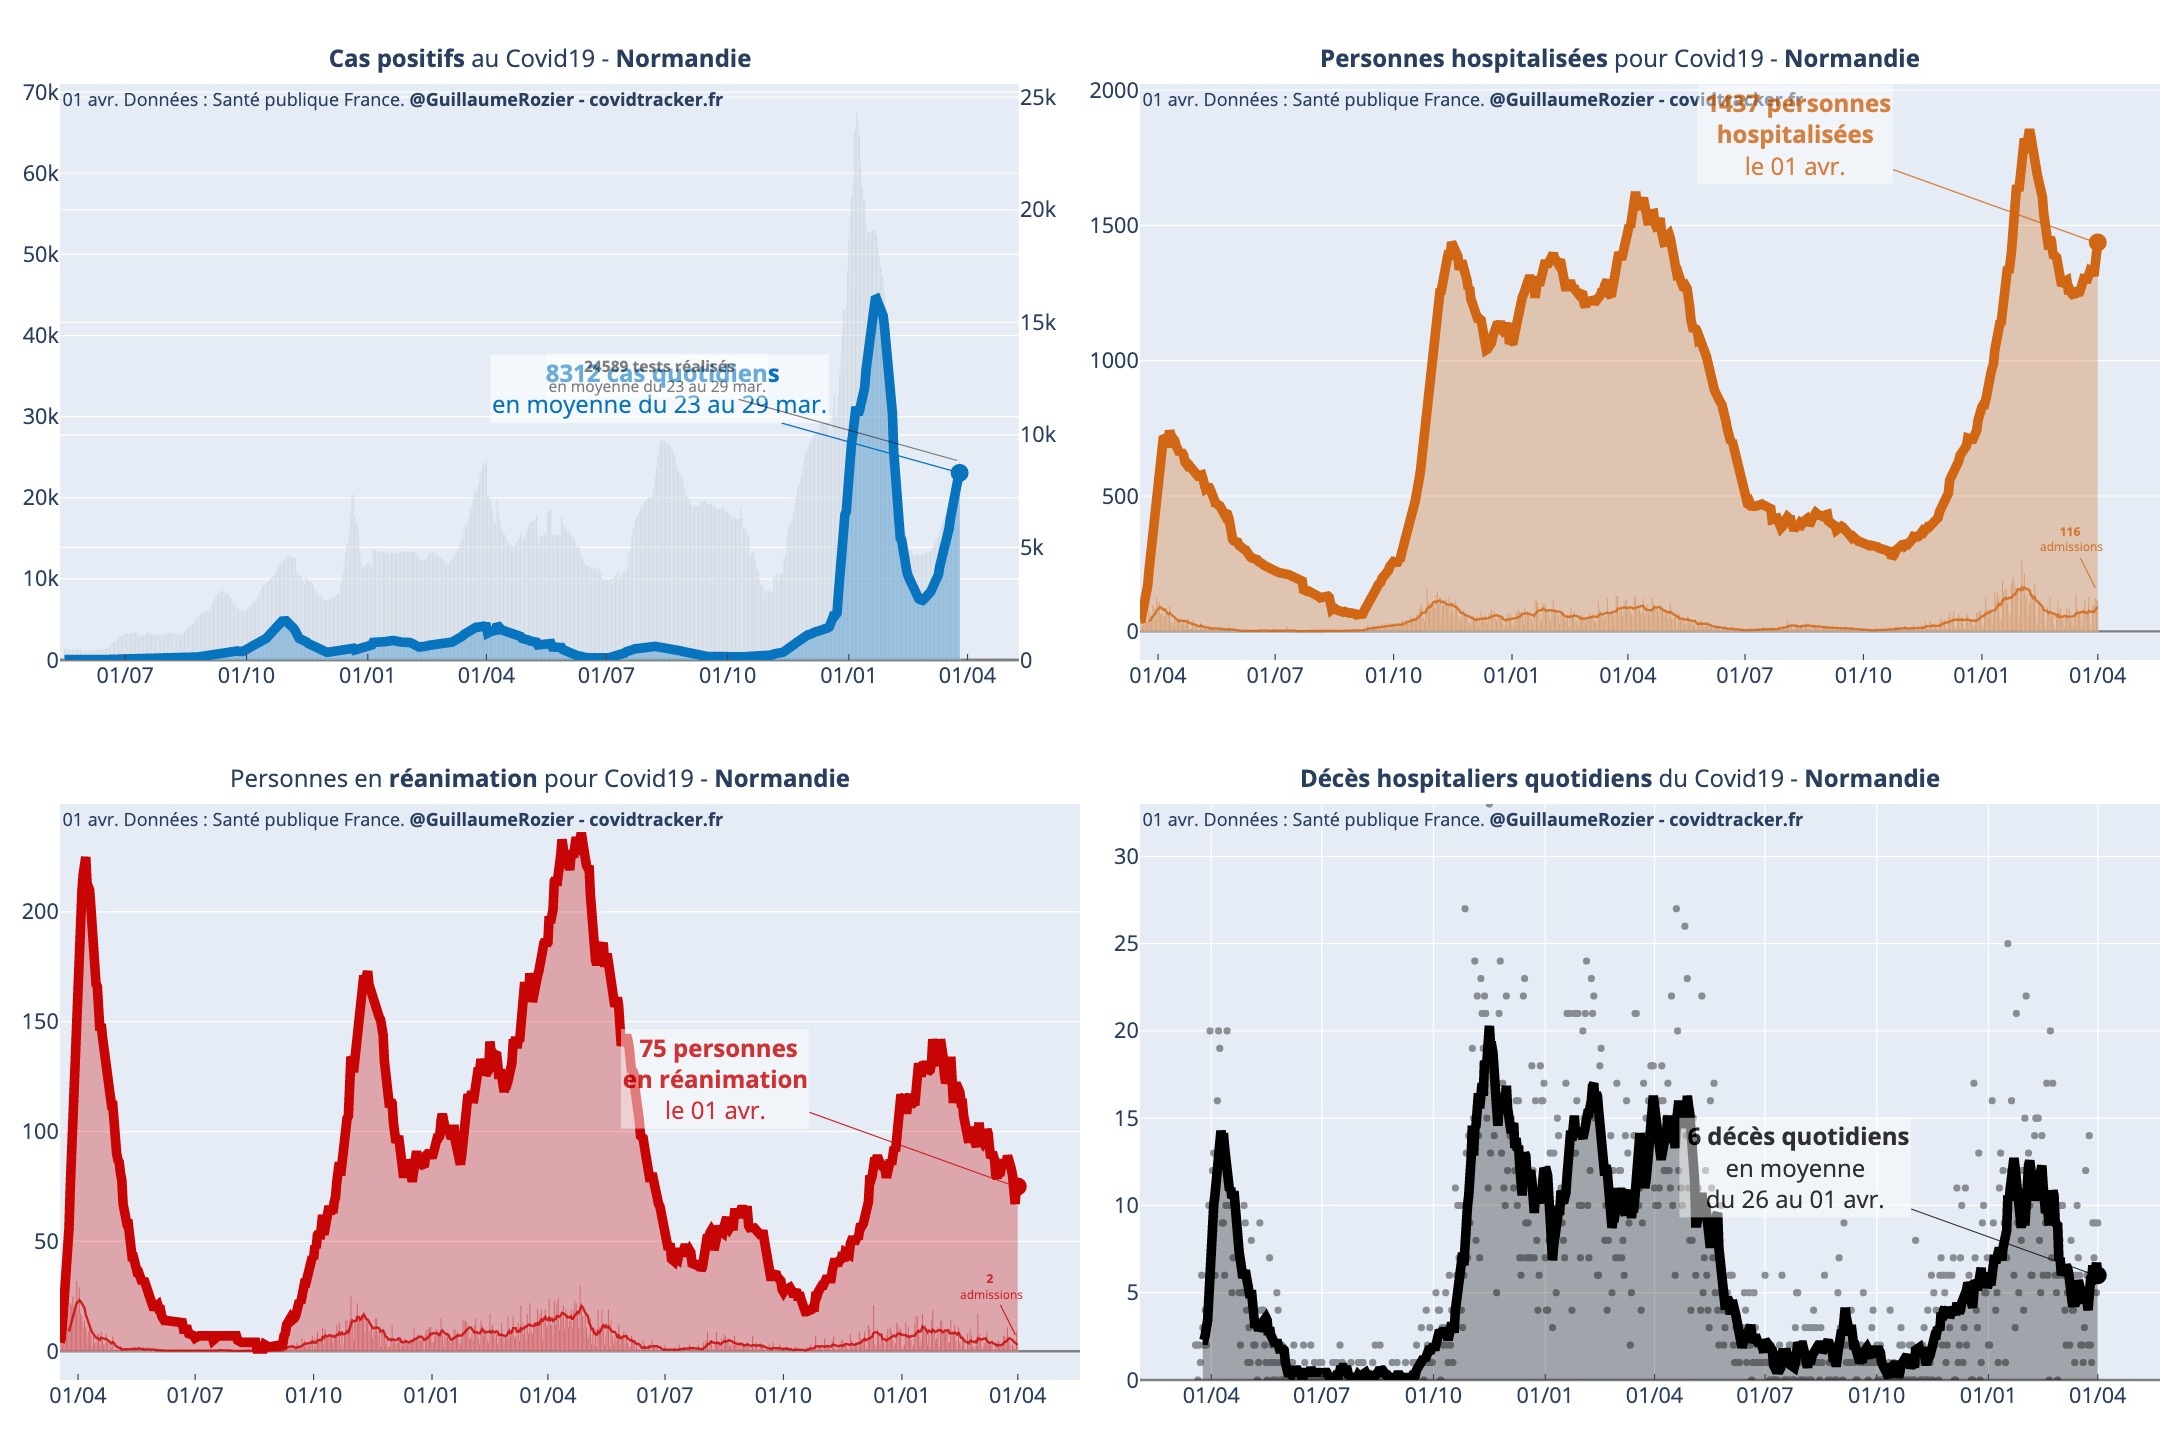 Cas positifs au Covid19 - Normandie
01 avr. Données : Santé publique France. @GuillaumeRozier - covidtracker.fr
70k
60k
50k
40k
30k
20k
10k
0
25k
20k
15k
10k
5k
0
24589 tests réalisés
en moyenne du 23 au 29 mar.
8312 cas quotidiens
en moyenne du 23 au 29 mar.
01/07 01/10 01/01 01/04 01/07 01/10 01/01 01/04
Personnes hospitalisées pour Covid19 - Normandie
01 avr. Données : Santé publique France. @GuillaumeRozier - covidtracker.fr
1437 personnes
hospitalisées
le 01 avr.
2000
1500
1000
500
0
116
admissions
01/04 01/07 01/10 01/01 01/04 01/07 01/10 01/01 01/04
Personnes en réanimation pour Covid19 - Normandie
01 avr. Données : Santé publique France. @GuillaumeRozier - covidtracker.fr
200
150
100
50
0
75 personnes
en réanimation
le 01 avr.
2
admissions
01/04 01/07 01/10 01/01 01/04 01/07 01/10 01/01 01/04
Décès hospitaliers quotidiens du Covid19 - Normandie
01 avr. Données : Santé publique France. @GuillaumeRozier - covidtracker.fr
30
25
20
15
10
5
0
6 décès quotidiens
en moyenne
du 26 au 01 avr.
01/04 01/07 01/10 01/01 01/04 01/07 01/10 01/01 01/04